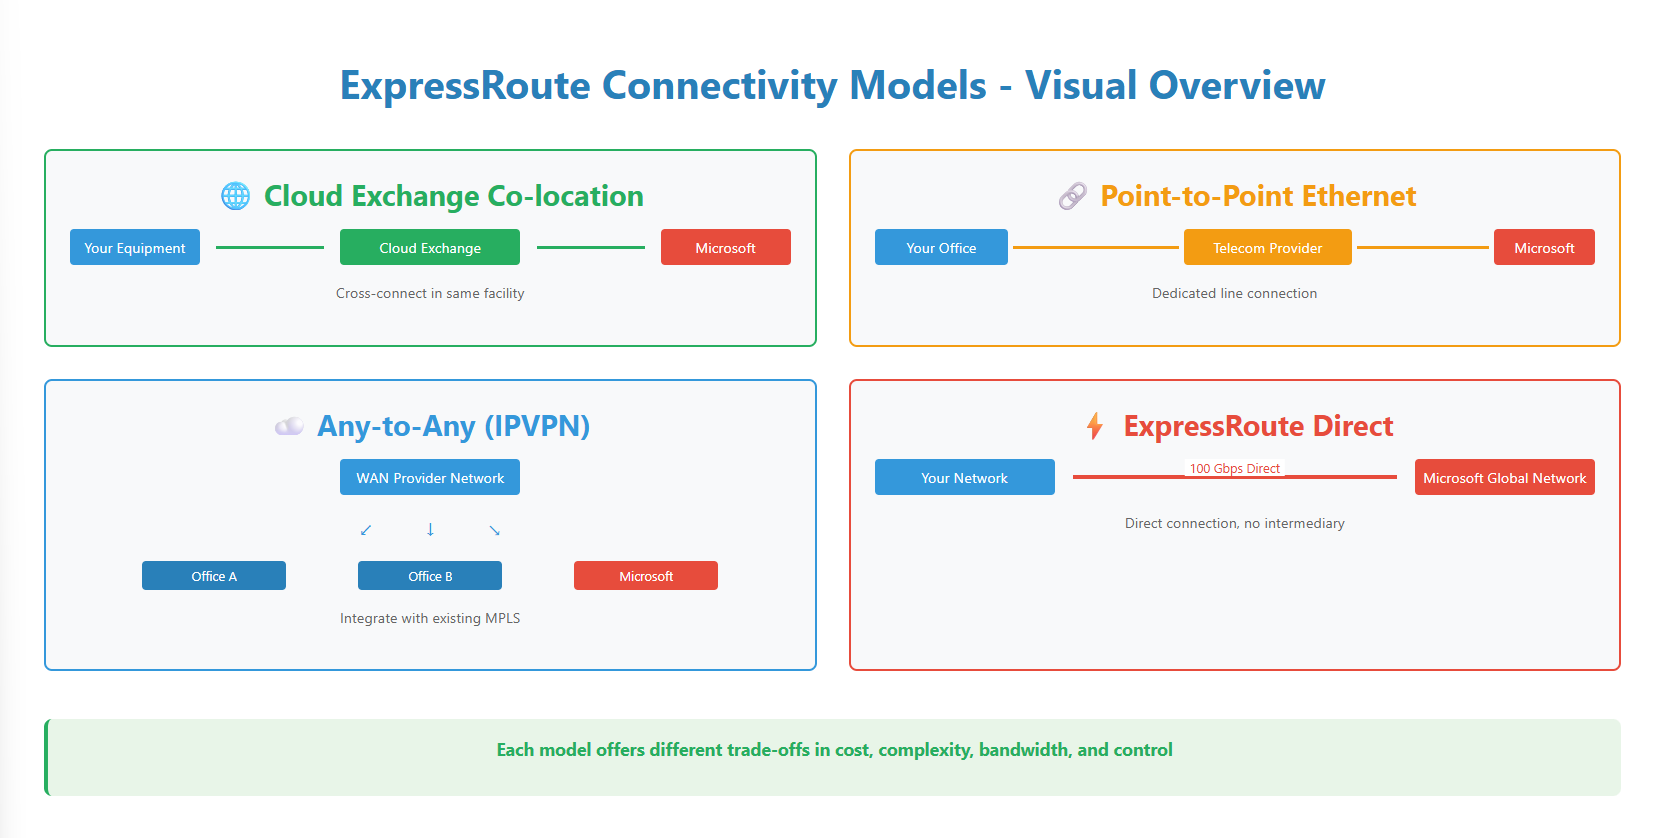 ExpressRoute Connectivity Models - Visual Overview
Cloud Exchange Co-location
Your Equipment
Cloud Exchange
Microsoft
Cross-connect in same facility
Point-to-Point Ethernet
Your Office
Telecom Provider
Microsoft
Dedicated line connection
Any-to-Any (IPVPN)
WAN Provider Network
↙ ↓ ↘
Office A
Office B
Microsoft
Integrate with existing MPLS
ExpressRoute Direct
Your Network
100 Gbps Direct
Microsoft Global Network
Direct connection, no intermediary
Each model offers different trade-offs in cost, complexity, bandwidth, and control